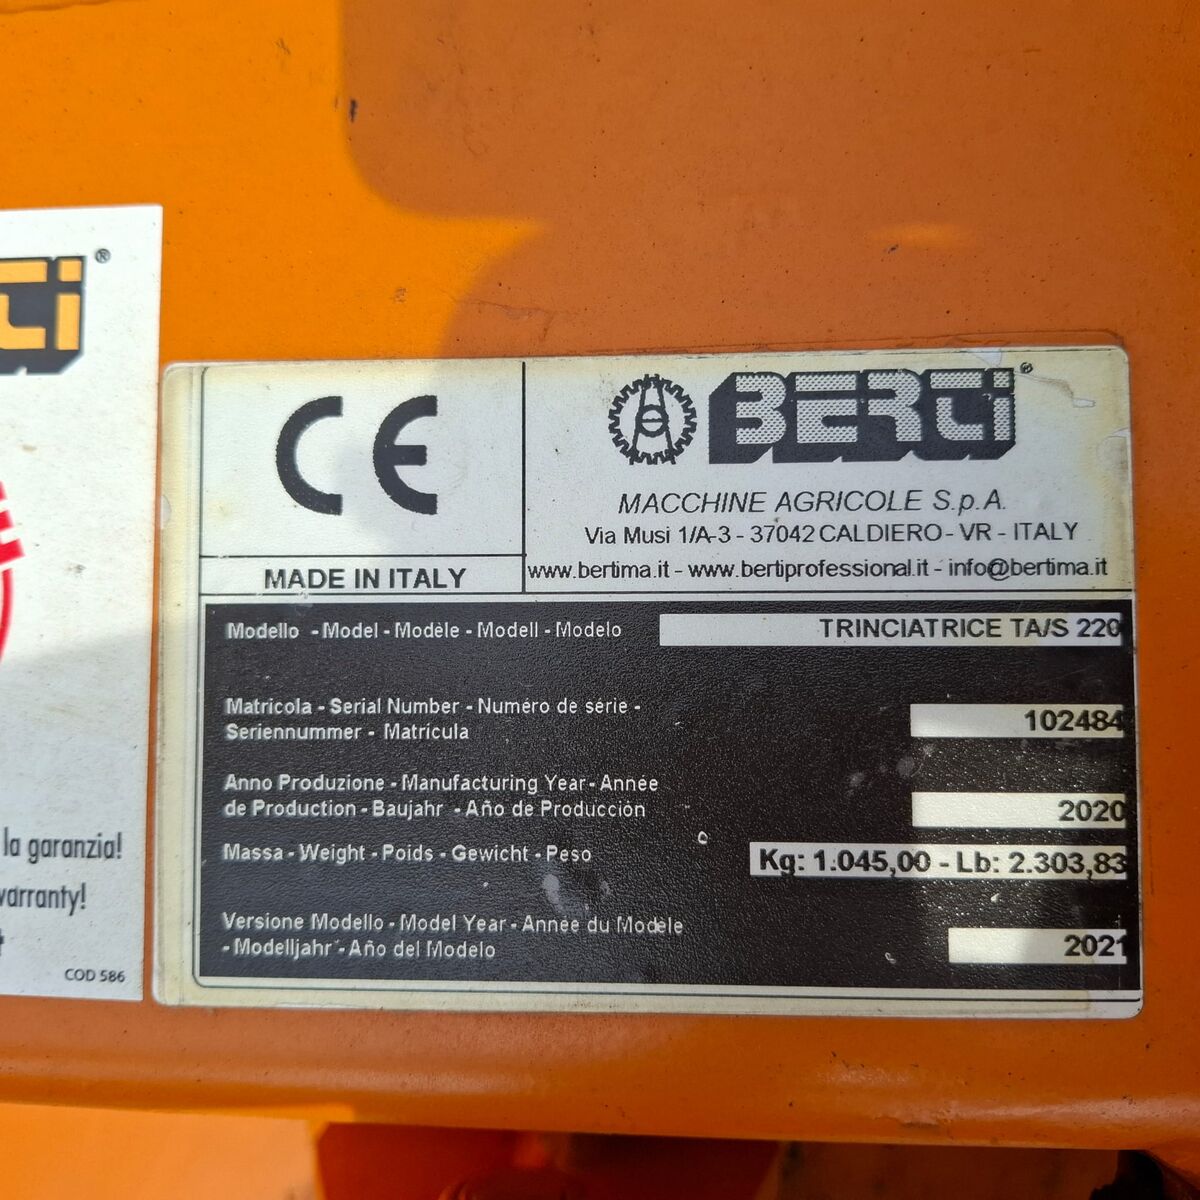 ®
CE
BERTI®
MACCHINE AGRICOLE S.p.A.
Via Musi 1/A-3 - 37042 CALDIERO - VR - ITALY
MADE IN ITALY
www.bertima.it - www.bertiprofessional.it - info@bertima.it
Modello - Model - Modèle - Modell - Modelo TRINCIATRICE TA/S 220
Matricola - Serial Number - Numéro de série -
Seriennummer - Matricula 102484
Anno Produzione - Manufacturing Year - Année
de Production - Baujahr - Año de Producción 2020
Massa - Weight - Poids - Gewicht - Peso Kg: 1.045,00 - Lb: 2.303,83
Versione Modello - Model Year - Année du Modèle
- Modelljahr - Año del Modelo 2021
la garanzia!
warranty!
COD 586